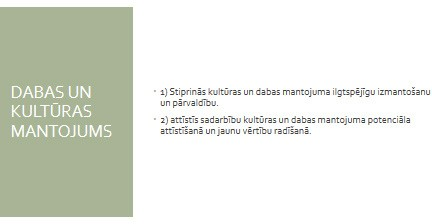 DABAS UN
KULTŪRAS
MANTOJUMS
• 1) Stiprinās kultūras un dabas mantojuma ilgtspējīgu izmantošanu
un pārvaldību.
• 2) attīstīs sadarbību kultūras un dabas mantojuma potenciāla
attīstīšanā un jaunu vērtību radīšanā.